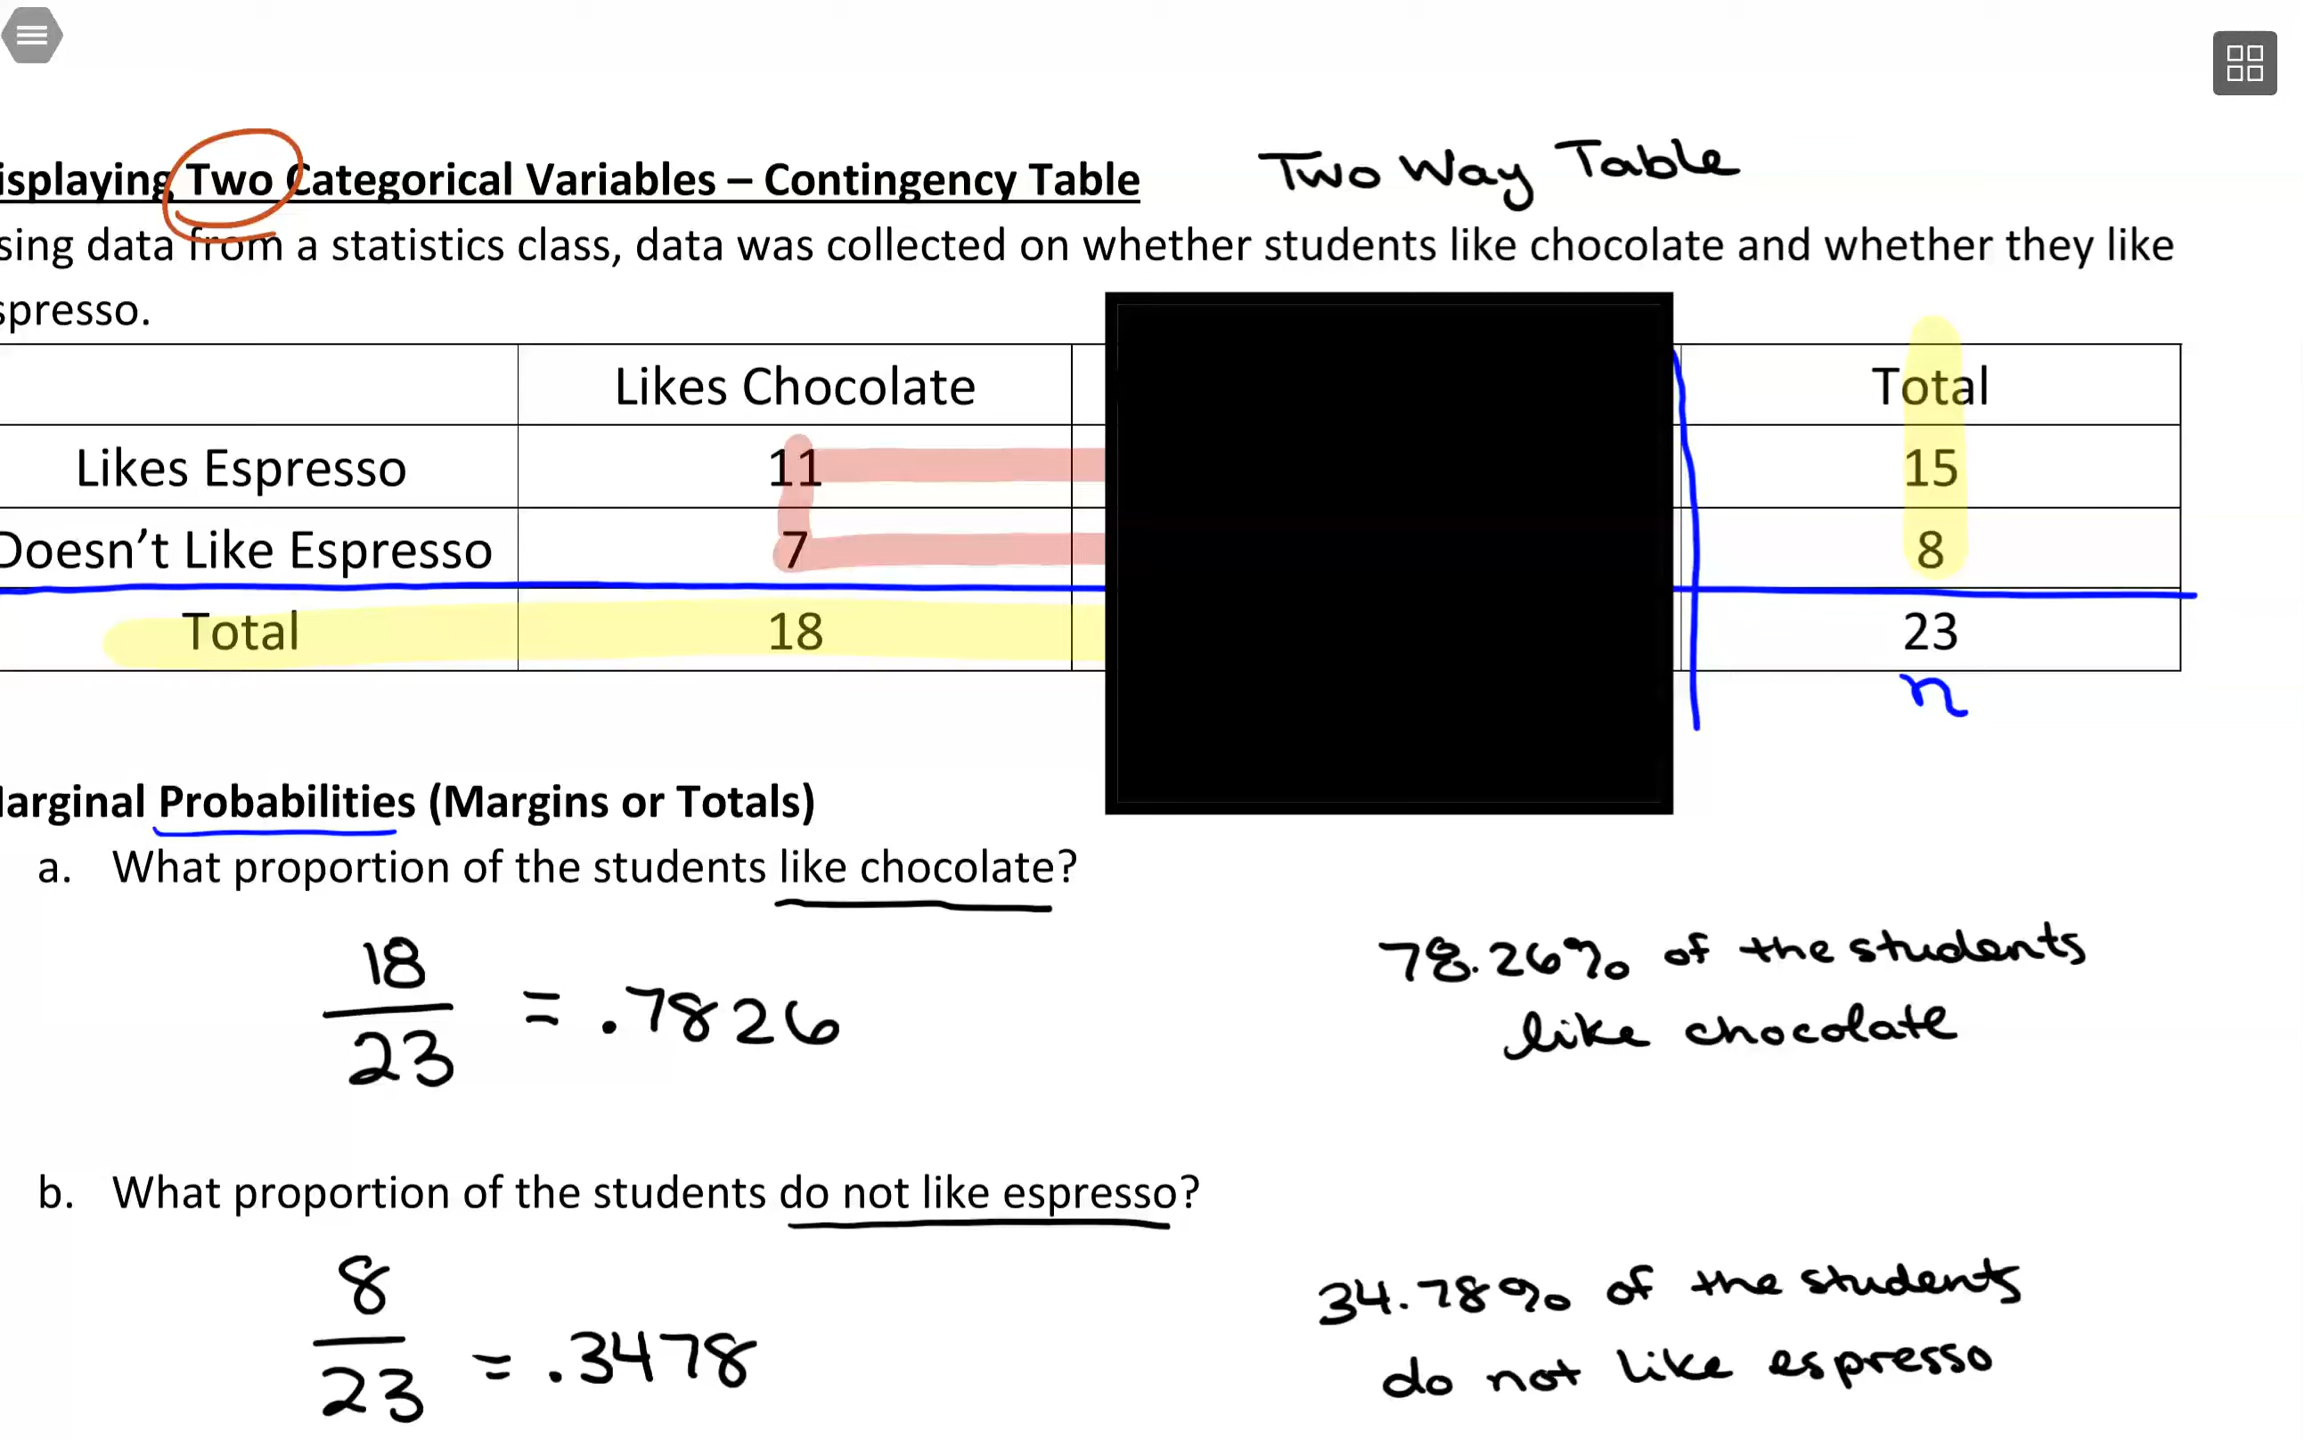 isplaying Two Categorical Variables – Contingency Table Two Way Table
sing data from a statistics class, data was collected on whether students like chocolate and whether they like
spresso.
Likes Chocolate Total
Likes Espresso 11 15
Doesn’t Like Espresso 7 8
Total 18 23
n
arginal Probabilities (Margins or Totals)
a. What proportion of the students like chocolate?
18
23
= .7826
78.26% of the students
like chocolate
b. What proportion of the students do not like espresso?
8
23
= .3478
34.78% of the students
do not like espresso